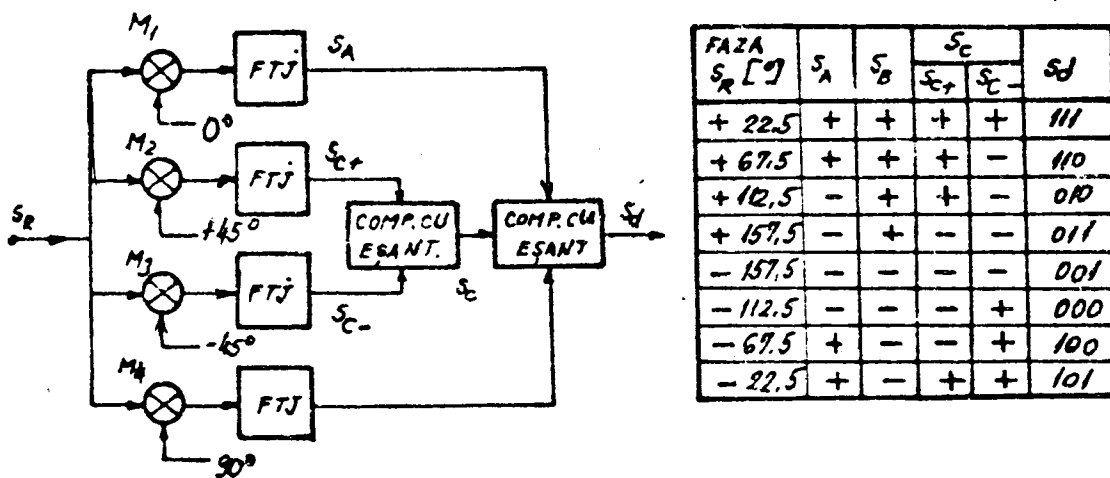 M1
FTJ
SA
0°
M2
FTJ
SC+
+45°
SR
COMP. CU
EȘANT.
SC
COMP. CU
EȘANT
Sd
M3
FTJ
SC-
-45°
M4
FTJ
90°
FAZA SA SB SC Sd
SR [°] SC+ SC-
+ 22.5 + + + + 111
+ 67.5 + + + - 110
+ 112,5 - + + - 010
+ 157,5 - + - - 011
- 157,5 - - - - 001
- 112.5 - - - + 000
- 67.5 + - - + 100
- 22.5 + - + + 101